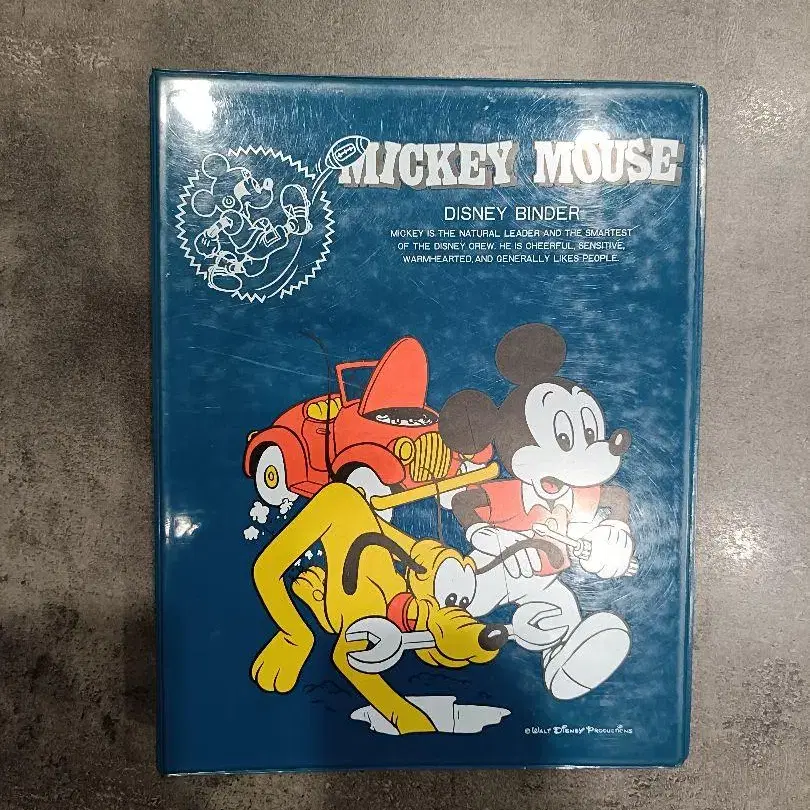 MICKEY MOUSE
DISNEY BINDER
MICKEY IS THE NATURAL LEADER AND THE SMARTEST
OF THE DISNEY CREW. HE IS CHEERFUL, SENSITIVE,
WARMHEARTED, AND GENERALLY LIKES PEOPLE.
© WALT DISNEY PRODUCTIONS